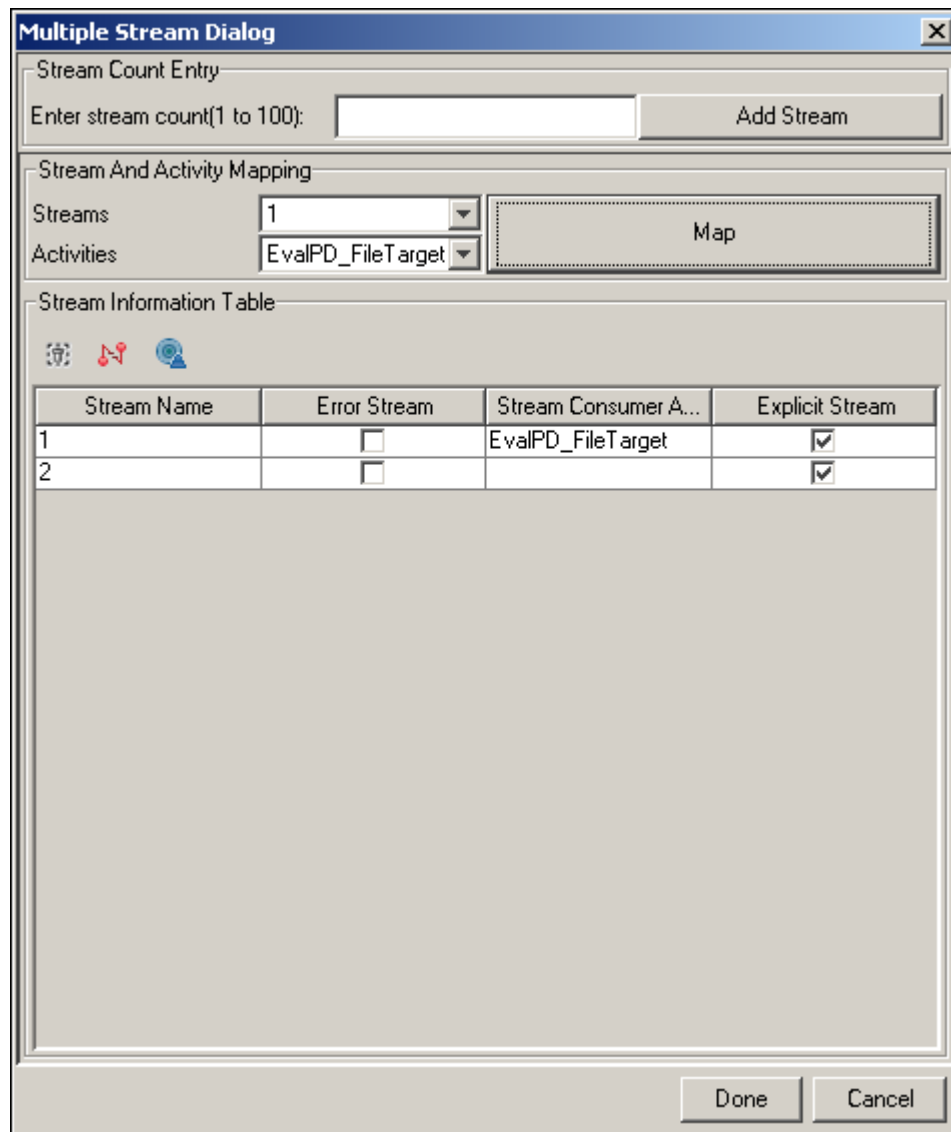 Multiple Stream Dialog
Stream Count Entry
Enter stream count(1 to 100):
Add Stream
Stream And Activity Mapping
Streams 1
Map
Activities EvalPD_FileTarget
Stream Information Table
Stream Name Error Stream Stream Consumer A... Explicit Stream
1 EvalPD_FileTarget
2
Done Cancel